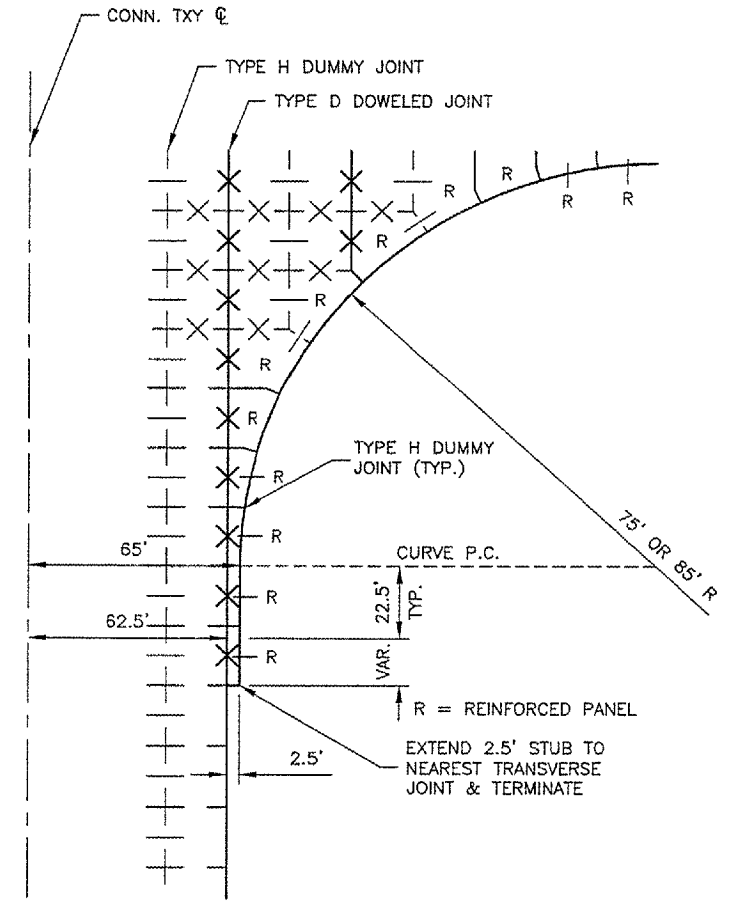 CONN. TXY ℄
TYPE H DUMMY JOINT
TYPE D DOWELED JOINT
R
R
R
R
R
R
R
R
R
TYPE H DUMMY
JOINT (TYP.)
R
R
65'
CURVE P.C.
75' OR 85' R
22.5'
TYP.
R
62.5'
VAR.
R
R = REINFORCED PANEL
2.5'
EXTEND 2.5' STUB TO
NEAREST TRANSVERSE
JOINT & TERMINATE